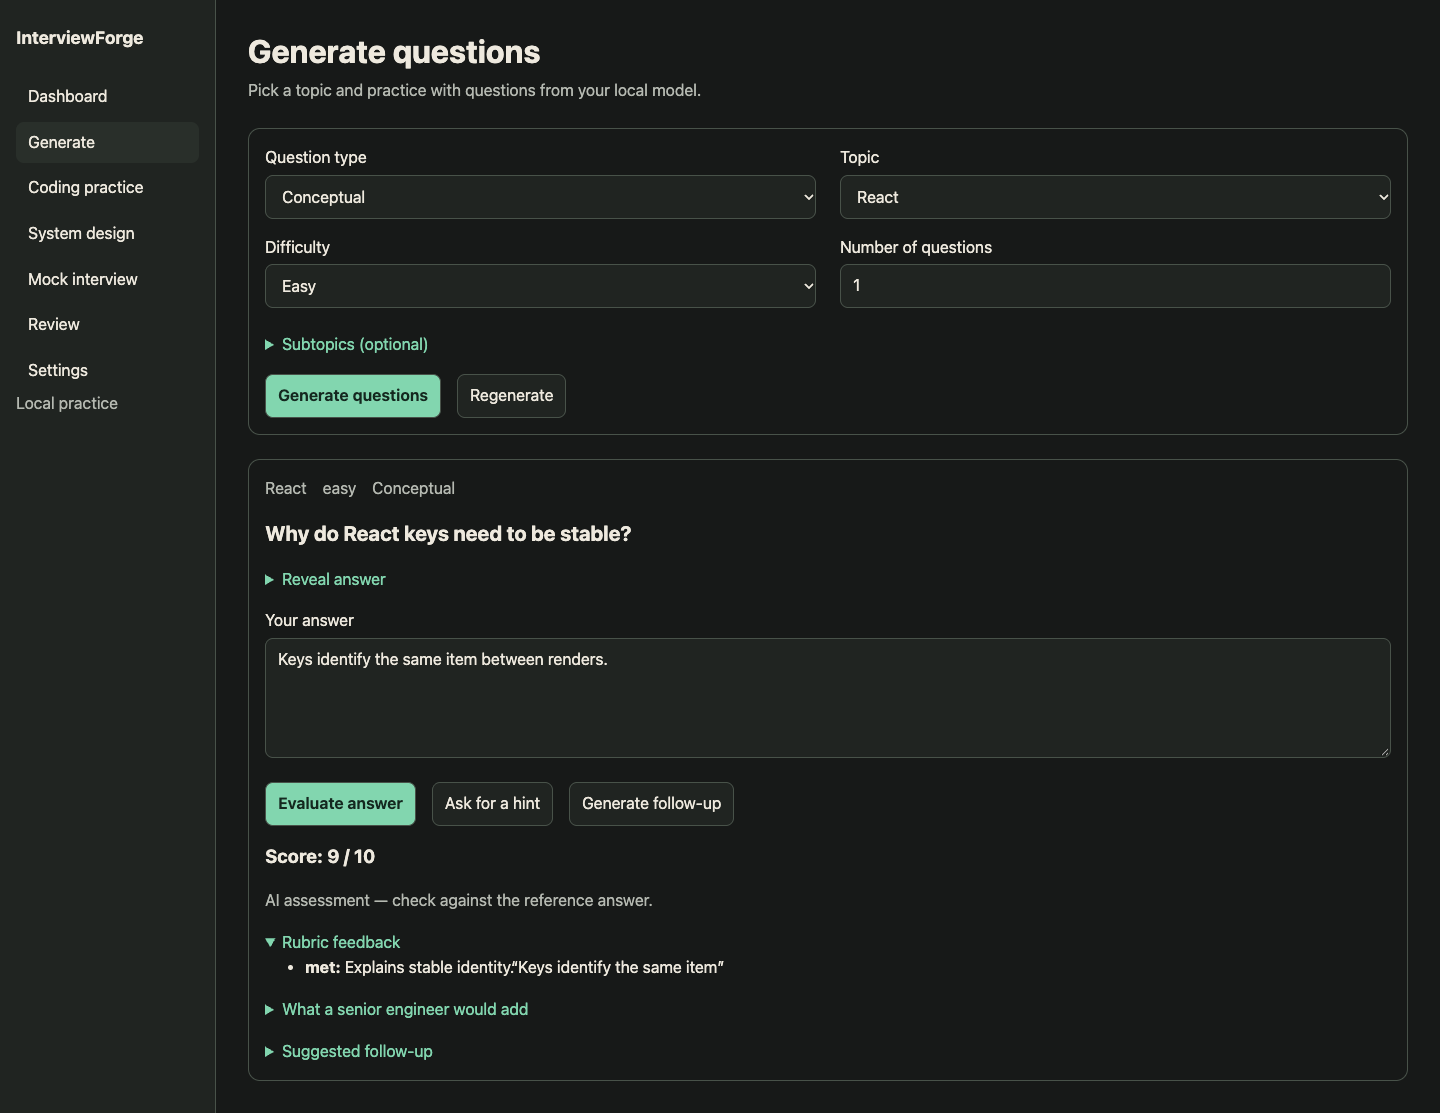 InterviewForge
Dashboard
Generate
Coding practice
System design
Mock interview
Review
Settings
Local practice
Generate questions
Pick a topic and practice with questions from your local model.
Question type
Conceptual
Topic
React
Difficulty
Easy
Number of questions
1
Subtopics (optional)
Generate questions
Regenerate
React easy Conceptual
Why do React keys need to be stable?
Reveal answer
Your answer
Keys identify the same item between renders.
Evaluate answer
Ask for a hint
Generate follow-up
Score: 9 / 10
AI assessment — check against the reference answer.
Rubric feedback
• met: Explains stable identity.“Keys identify the same item”
What a senior engineer would add
Suggested follow-up